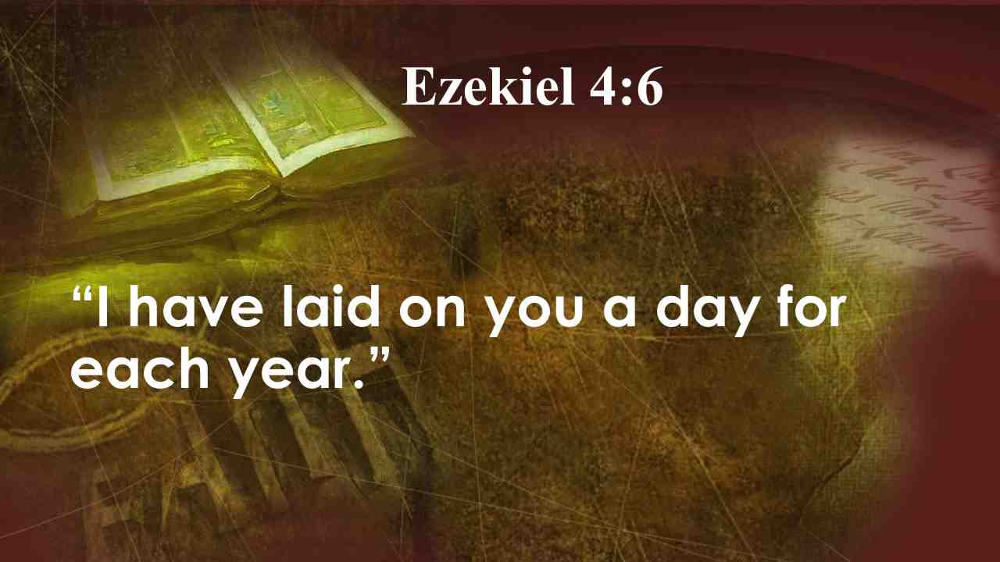 Ezekiel 4:6
“I have laid on you a day for
each year.”